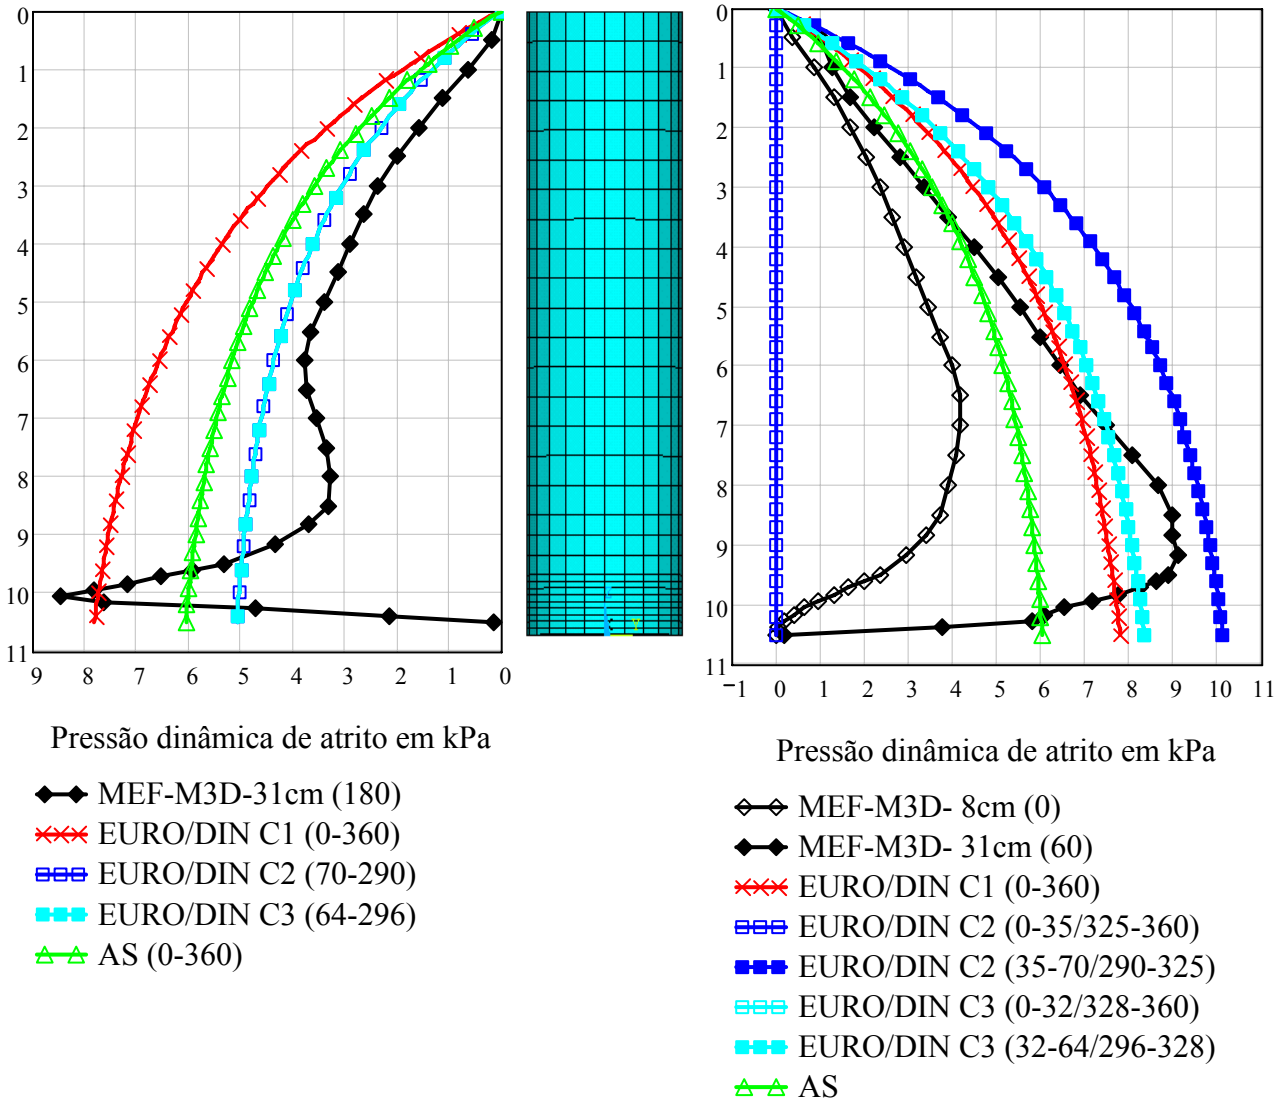 0
1
2
3
4
5
6
7
8
9
10
11
9 8 7 6 5 4 3 2 1 0
Pressão dinâmica de atrito em kPa
MEF-M3D-31cm (180)
EURO/DIN C1 (0-360)
EURO/DIN C2 (70-290)
EURO/DIN C3 (64-296)
AS (0-360)
Y
0
1
2
3
4
5
6
7
8
9
10
11
−1 0 1 2 3 4 5 6 7 8 9 10 11
Pressão dinâmica de atrito em kPa
MEF-M3D- 8cm (0)
MEF-M3D- 31cm (60)
EURO/DIN C1 (0-360)
EURO/DIN C2 (0-35/325-360)
EURO/DIN C2 (35-70/290-325)
EURO/DIN C3 (0-32/328-360)
EURO/DIN C3 (32-64/296-328)
AS